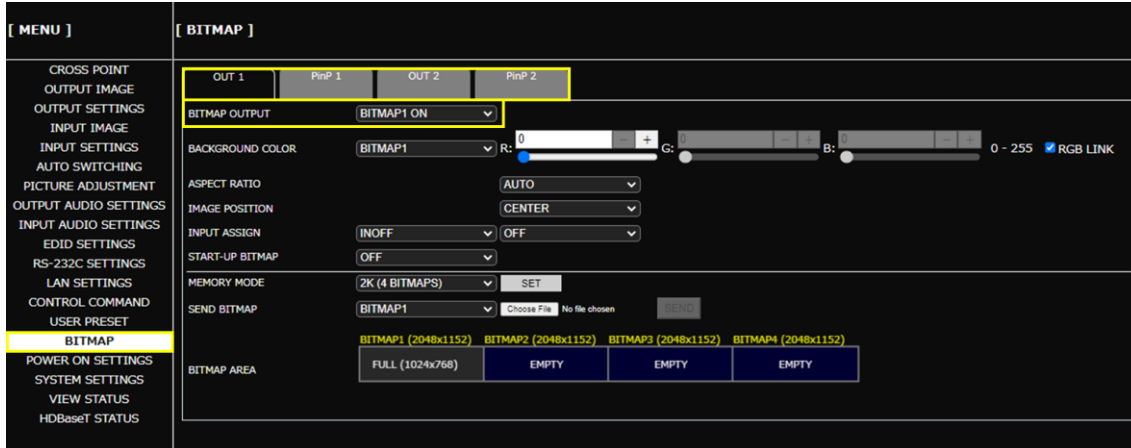 [ MENU ]
[ BITMAP ]
CROSS POINT
OUTPUT IMAGE
OUTPUT SETTINGS
INPUT IMAGE
INPUT SETTINGS
AUTO SWITCHING
PICTURE ADJUSTMENT
OUTPUT AUDIO SETTINGS
INPUT AUDIO SETTINGS
EDID SETTINGS
RS-232C SETTINGS
LAN SETTINGS
CONTROL COMMAND
USER PRESET
BITMAP
POWER ON SETTINGS
SYSTEM SETTINGS
VIEW STATUS
HDBaseT STATUS
OUT 1 PinP 1 OUT 2 PinP 2
BITMAP OUTPUT BITMAP1 ON
BACKGROUND COLOR BITMAP1 R: 0 − + G: 0 − + B: 0 − + 0 - 255 RGB LINK
ASPECT RATIO AUTO
IMAGE POSITION CENTER
INPUT ASSIGN INOFF OFF
START-UP BITMAP OFF
MEMORY MODE 2K (4 BITMAPS) SET
SEND BITMAP BITMAP1 Choose File No file chosen SEND
BITMAP1 (2048x1152) BITMAP2 (2048x1152) BITMAP3 (2048x1152) BITMAP4 (2048x1152)
BITMAP AREA FULL (1024x768) EMPTY EMPTY EMPTY